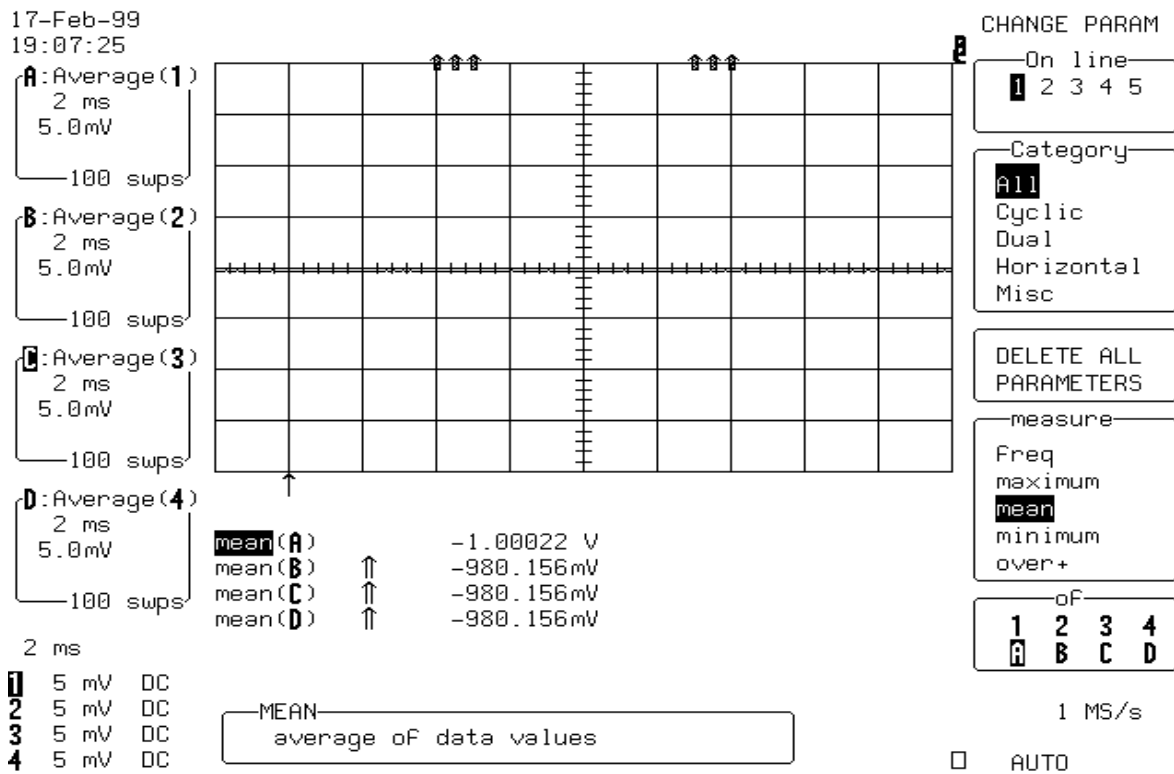 17-Feb-99
19:07:25
A:Average(1)
2 ms
5.0mV
100 swps
B:Average(2)
2 ms
5.0mV
100 swps
C:Average(3)
2 ms
5.0mV
100 swps
D:Average(4)
2 ms
5.0mV
100 swps
2 ms
1 5 mV DC
2 5 mV DC
3 5 mV DC
4 5 mV DC
mean(A) -1.00022 V
mean(B) ⇑ -980.156mV
mean(C) ⇑ -980.156mV
mean(D) ⇑ -980.156mV
MEAN
average of data values
CHANGE PARAM
On line
1 2 3 4 5
Category
All
Cyclic
Dual
Horizontal
Misc
DELETE ALL
PARAMETERS
measure
freq
maximum
mean
minimum
over+
of
1 2 3 4
A B C D
1 MS/s
AUTO